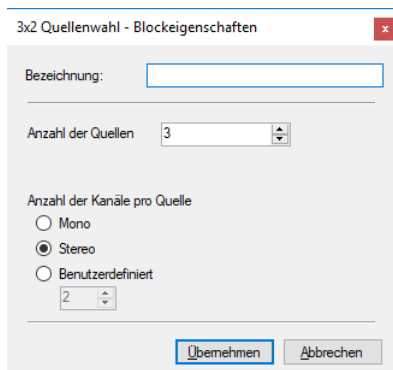 3x2 Quellenwahl - Blockeigenschaften
x
Bezeichnung:
Anzahl der Quellen 3
Anzahl der Kanäle pro Quelle
Mono
Stereo
Benutzerdefiniert
2
Übernehmen Abbrechen